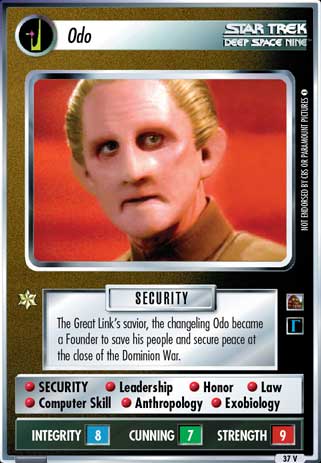 Odo
STAR TREK
DEEP SPACE NINE
NOT ENDORSED BY CBS OR PARAMOUNT PICTURES
SECURITY
The Great Link's savior, the changeling Odo became
a Founder to save his people and secure peace at
the close of the Dominion War.
SECURITY Leadership Honor Law
Computer Skill Anthropology Exobiology
INTEGRITY 8 CUNNING 7 STRENGTH 9
37 V